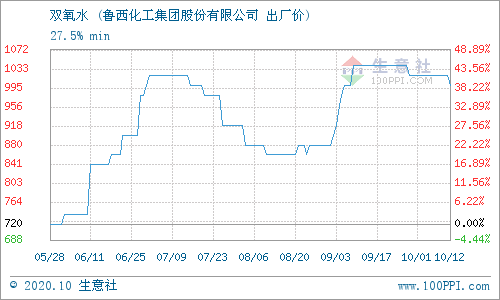 双氧水 (鲁西化工集团股份有限公司 出厂价)
27.5% min
1072 48.89%
1033 43.47%
995 38.22%
956 32.80%
918 27.56%
880 22.22%
841 16.89%
803 11.56%
764 6.22%
720 0.00%
688 -4.44%
生意社
100PPI.COM
05/28 06/11 06/25 07/09 07/23 08/06 08/20 09/03 09/17 10/01 10/12
© 2020.10 生意社 www.100PPI.com